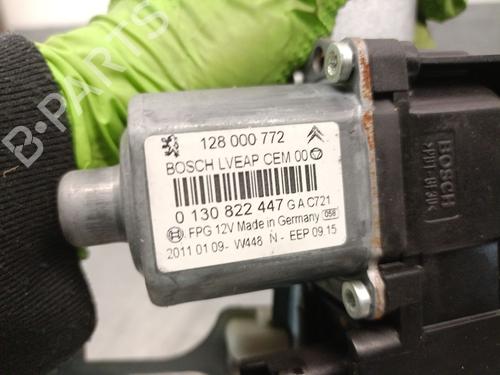 128 000 772
BOSCH LVEAP CEM 00
0 130 822 447 G A C721
FPG 12V Made in Germany 058
2011 01 09- W448 N - EEP 09.15
BOSCH
B-PARTS